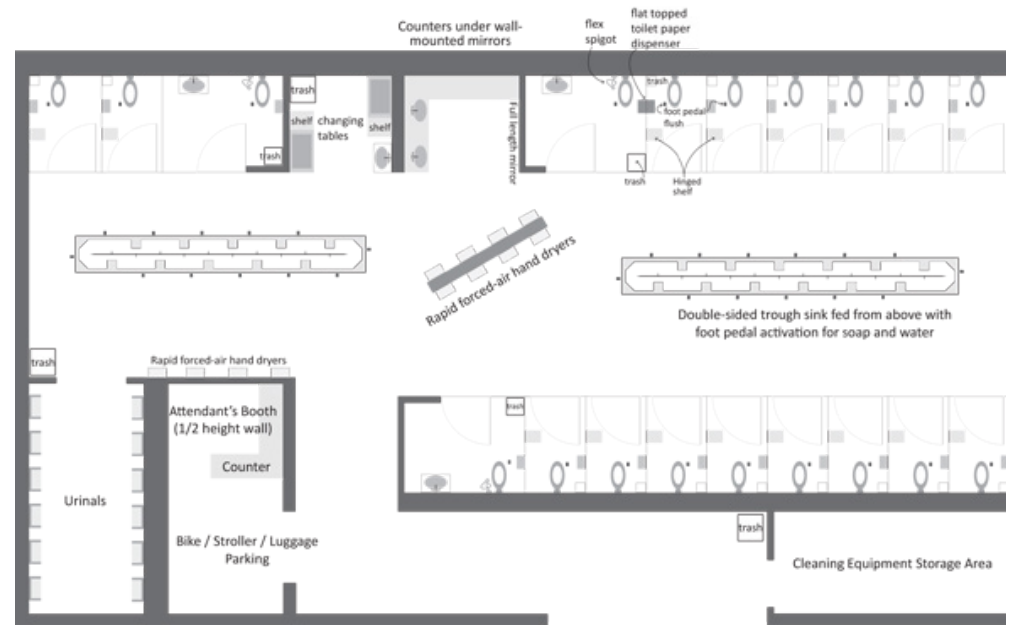 Counters under wall-
mounted mirrors
flex
spigot
flat topped
toilet paper
dispenser
trash
shelf
changing
tables
shelf
trash
Full length mirror
trash
foot pedal
flush
trash
Hinged
shelf
Rapid forced-air hand dryers
Double-sided trough sink fed from above with
foot pedal activation for soap and water
trash
Rapid forced-air hand dryers
Attendant's Booth
(1/2 height wall)
Counter
Urinals
Bike / Stroller / Luggage
Parking
trash
trash
Cleaning Equipment Storage Area